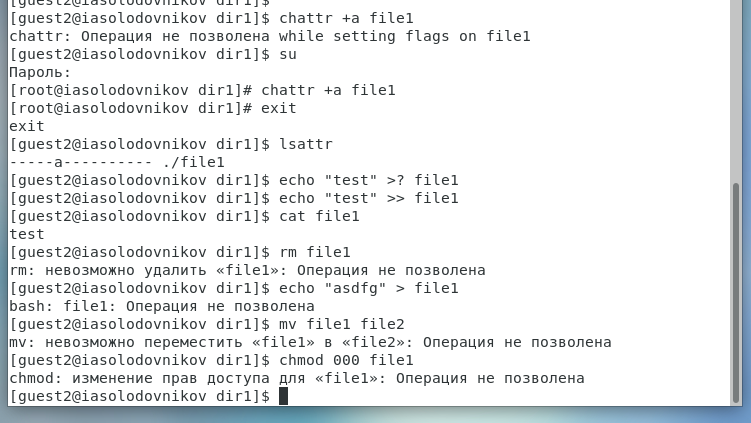 [guest2@iasolodovnikov dir1]$
[guest2@iasolodovnikov dir1]$ chattr +a file1
chattr: Операция не позволена while setting flags on file1
[guest2@iasolodovnikov dir1]$ su
Пароль:
[root@iasolodovnikov dir1]# chattr +a file1
[root@iasolodovnikov dir1]# exit
exit
[guest2@iasolodovnikov dir1]$ lsattr
-----a---------- ./file1
[guest2@iasolodovnikov dir1]$ echo "test" >? file1
[guest2@iasolodovnikov dir1]$ echo "test" >> file1
[guest2@iasolodovnikov dir1]$ cat file1
test
[guest2@iasolodovnikov dir1]$ rm file1
rm: невозможно удалить «file1»: Операция не позволена
[guest2@iasolodovnikov dir1]$ echo "asdfg" > file1
bash: file1: Операция не позволена
[guest2@iasolodovnikov dir1]$ mv file1 file2
mv: невозможно переместить «file1» в «file2»: Операция не позволена
[guest2@iasolodovnikov dir1]$ chmod 000 file1
chmod: изменение прав доступа для «file1»: Операция не позволена
[guest2@iasolodovnikov dir1]$